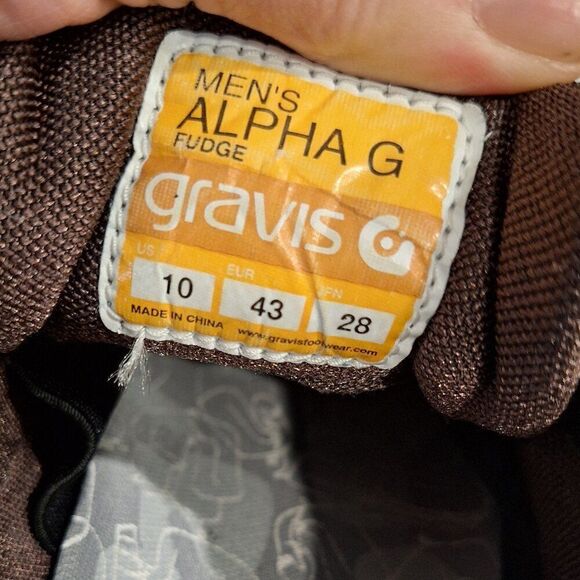 MEN'S
ALPHA G
FUDGE
gravis
US EUR JPN
10 43 28
MADE IN CHINA www.gravisfootwear.com